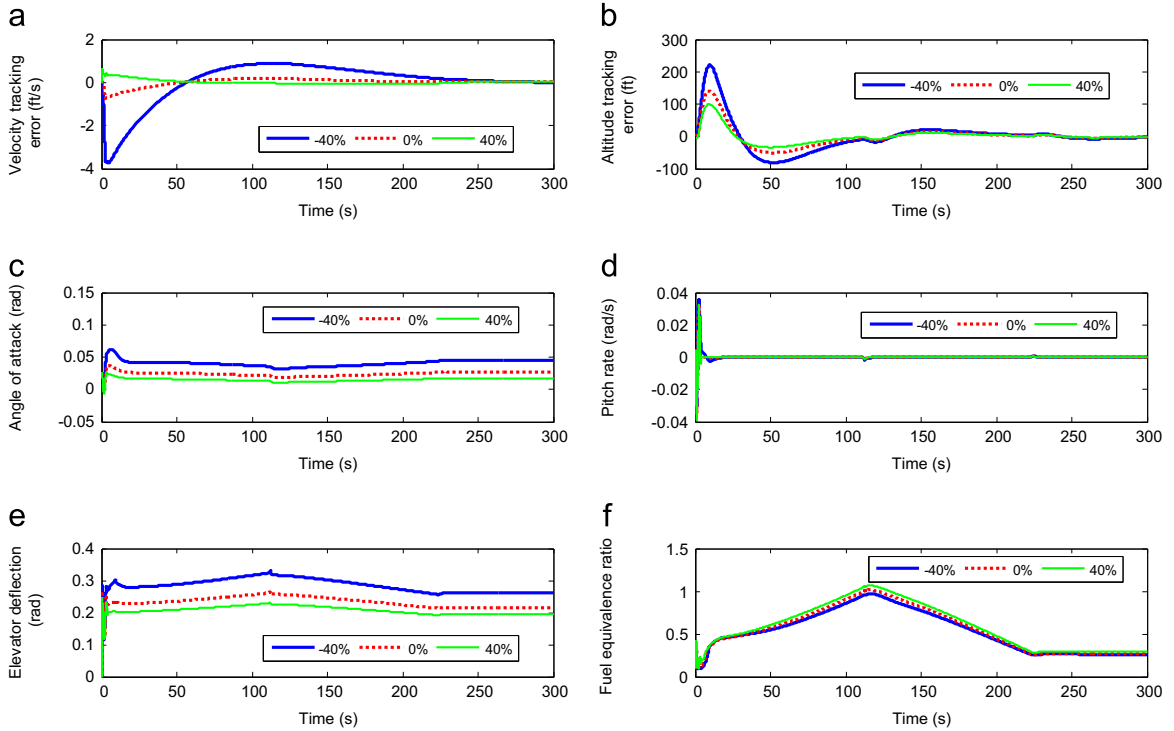 a
Velocity tracking
error (ft/s)
2
0
-2
-4
-40% 0% 40%
0 50 100 150 200 250 300
Time (s)
b
Altitude tracking
error (ft)
300
200
100
0
-100
-40% 0% 40%
0 50 100 150 200 250 300
Time (s)
c
Angle of attack (rad)
0.15
0.1
0.05
0
-0.05
-40% 0% 40%
0 50 100 150 200 250 300
Time (s)
d
Pitch rate (rad/s)
0.04
0.02
0
-0.02
-0.04
-40% 0% 40%
0 50 100 150 200 250 300
Time (s)
e
Elevator deflection
(rad)
0.4
0.3
0.2
0.1
0
-40% 0% 40%
0 50 100 150 200 250 300
Time (s)
f
Fuel equivalence ratio
1.5
1
0.5
0
-40% 0% 40%
0 50 100 150 200 250 300
Time (s)